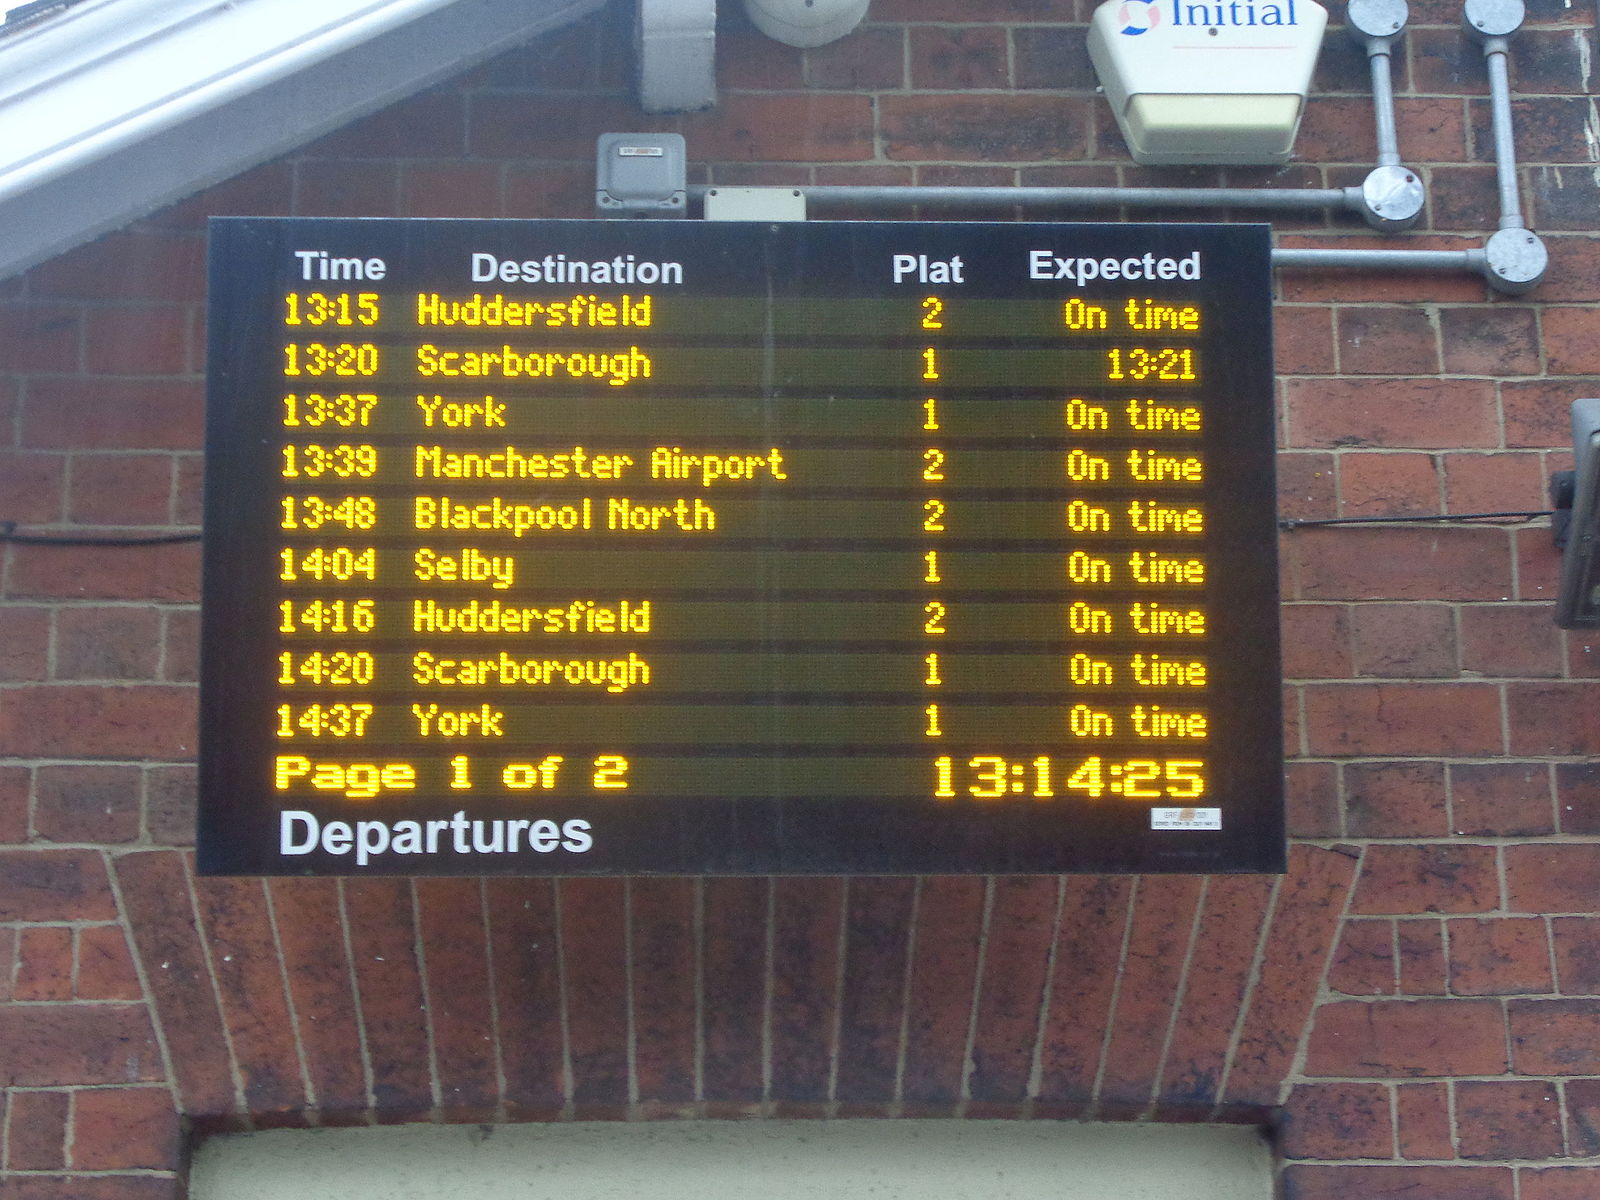 Initial
Time Destination Plat Expected
13:15 Huddersfield 2 On time
13:20 Scarborough 1 13:21
13:37 York 1 On time
13:39 Manchester Airport 2 On time
13:48 Blackpool North 2 On time
14:04 Selby 1 On time
14:16 Huddersfield 2 On time
14:20 Scarborough 1 On time
14:37 York 1 On time
Page 1 of 2 13:14:25
Departures